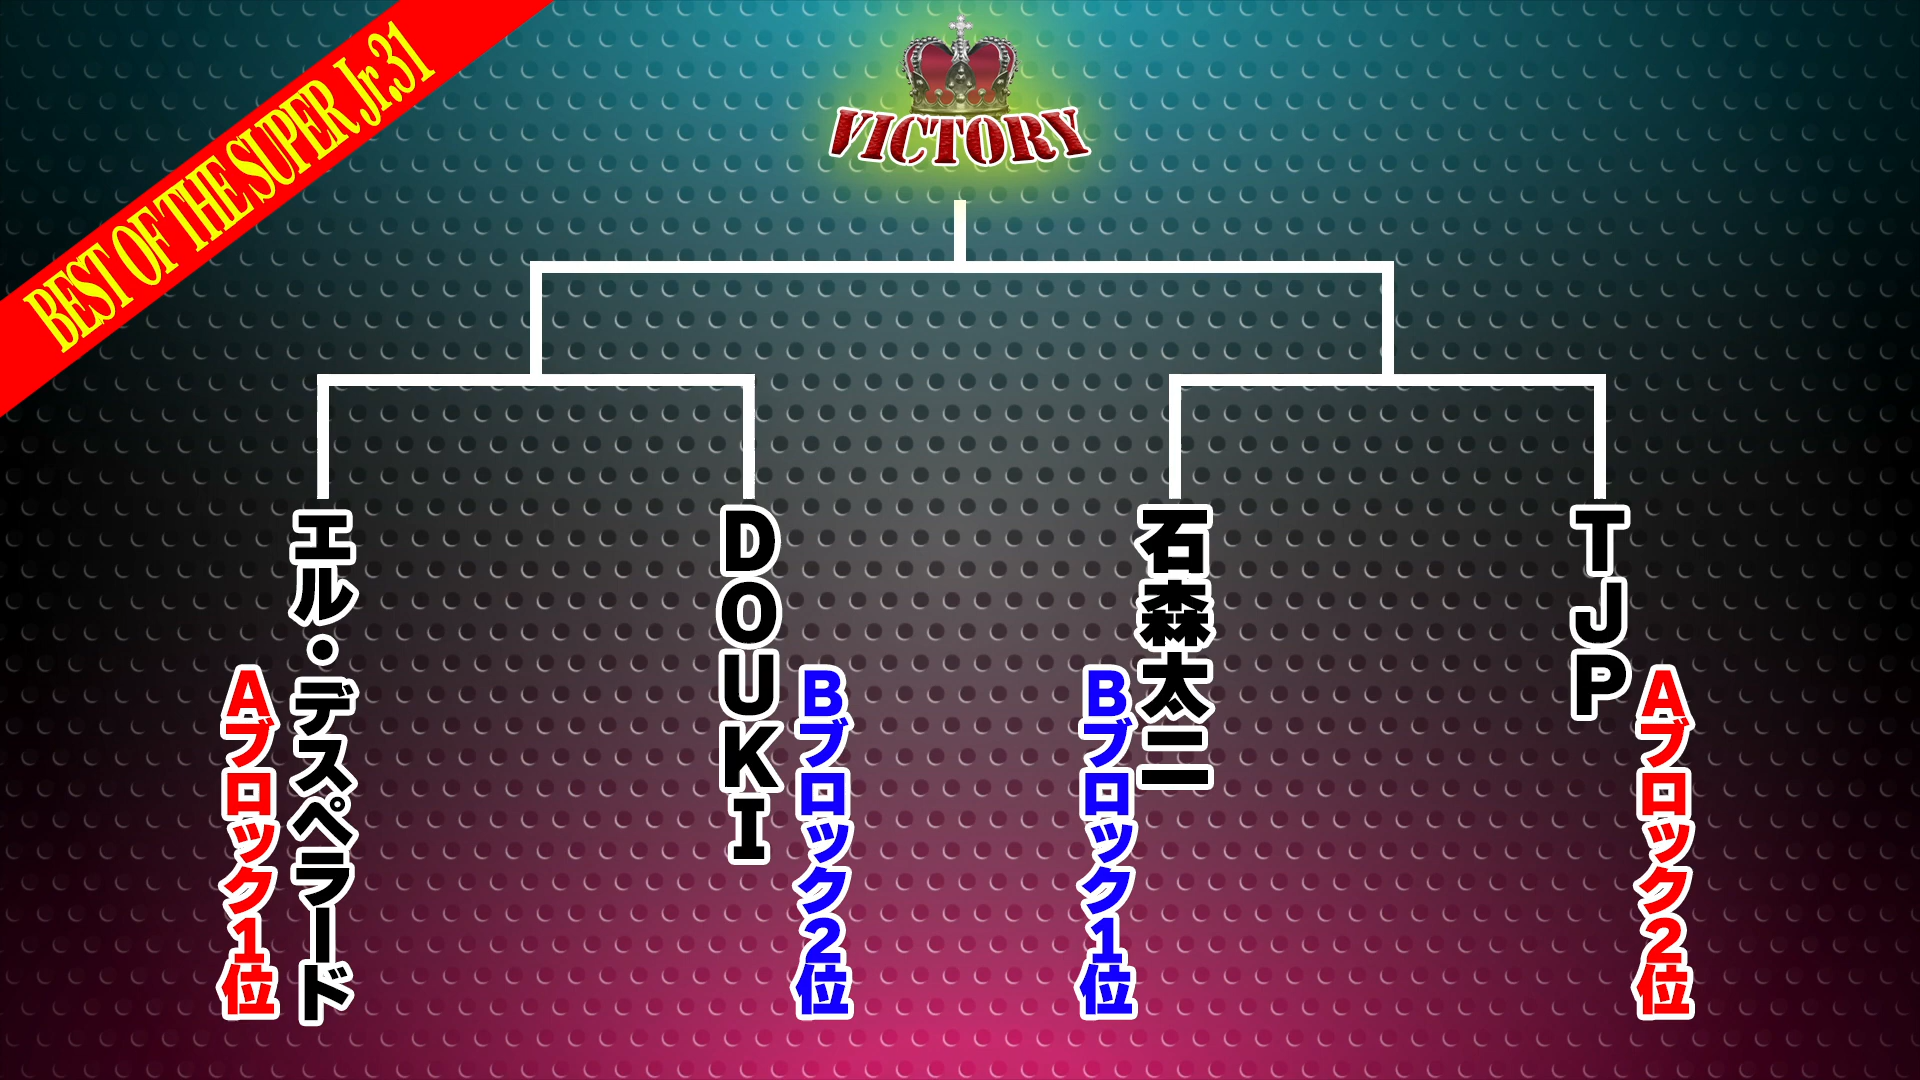 BEST OF THE SUPER Jr.31
VICTORY
エル・デスペラード
Aブロック1位
DOUKI
Bブロック2位
石森太二
Bブロック1位
TJP
Aブロック2位